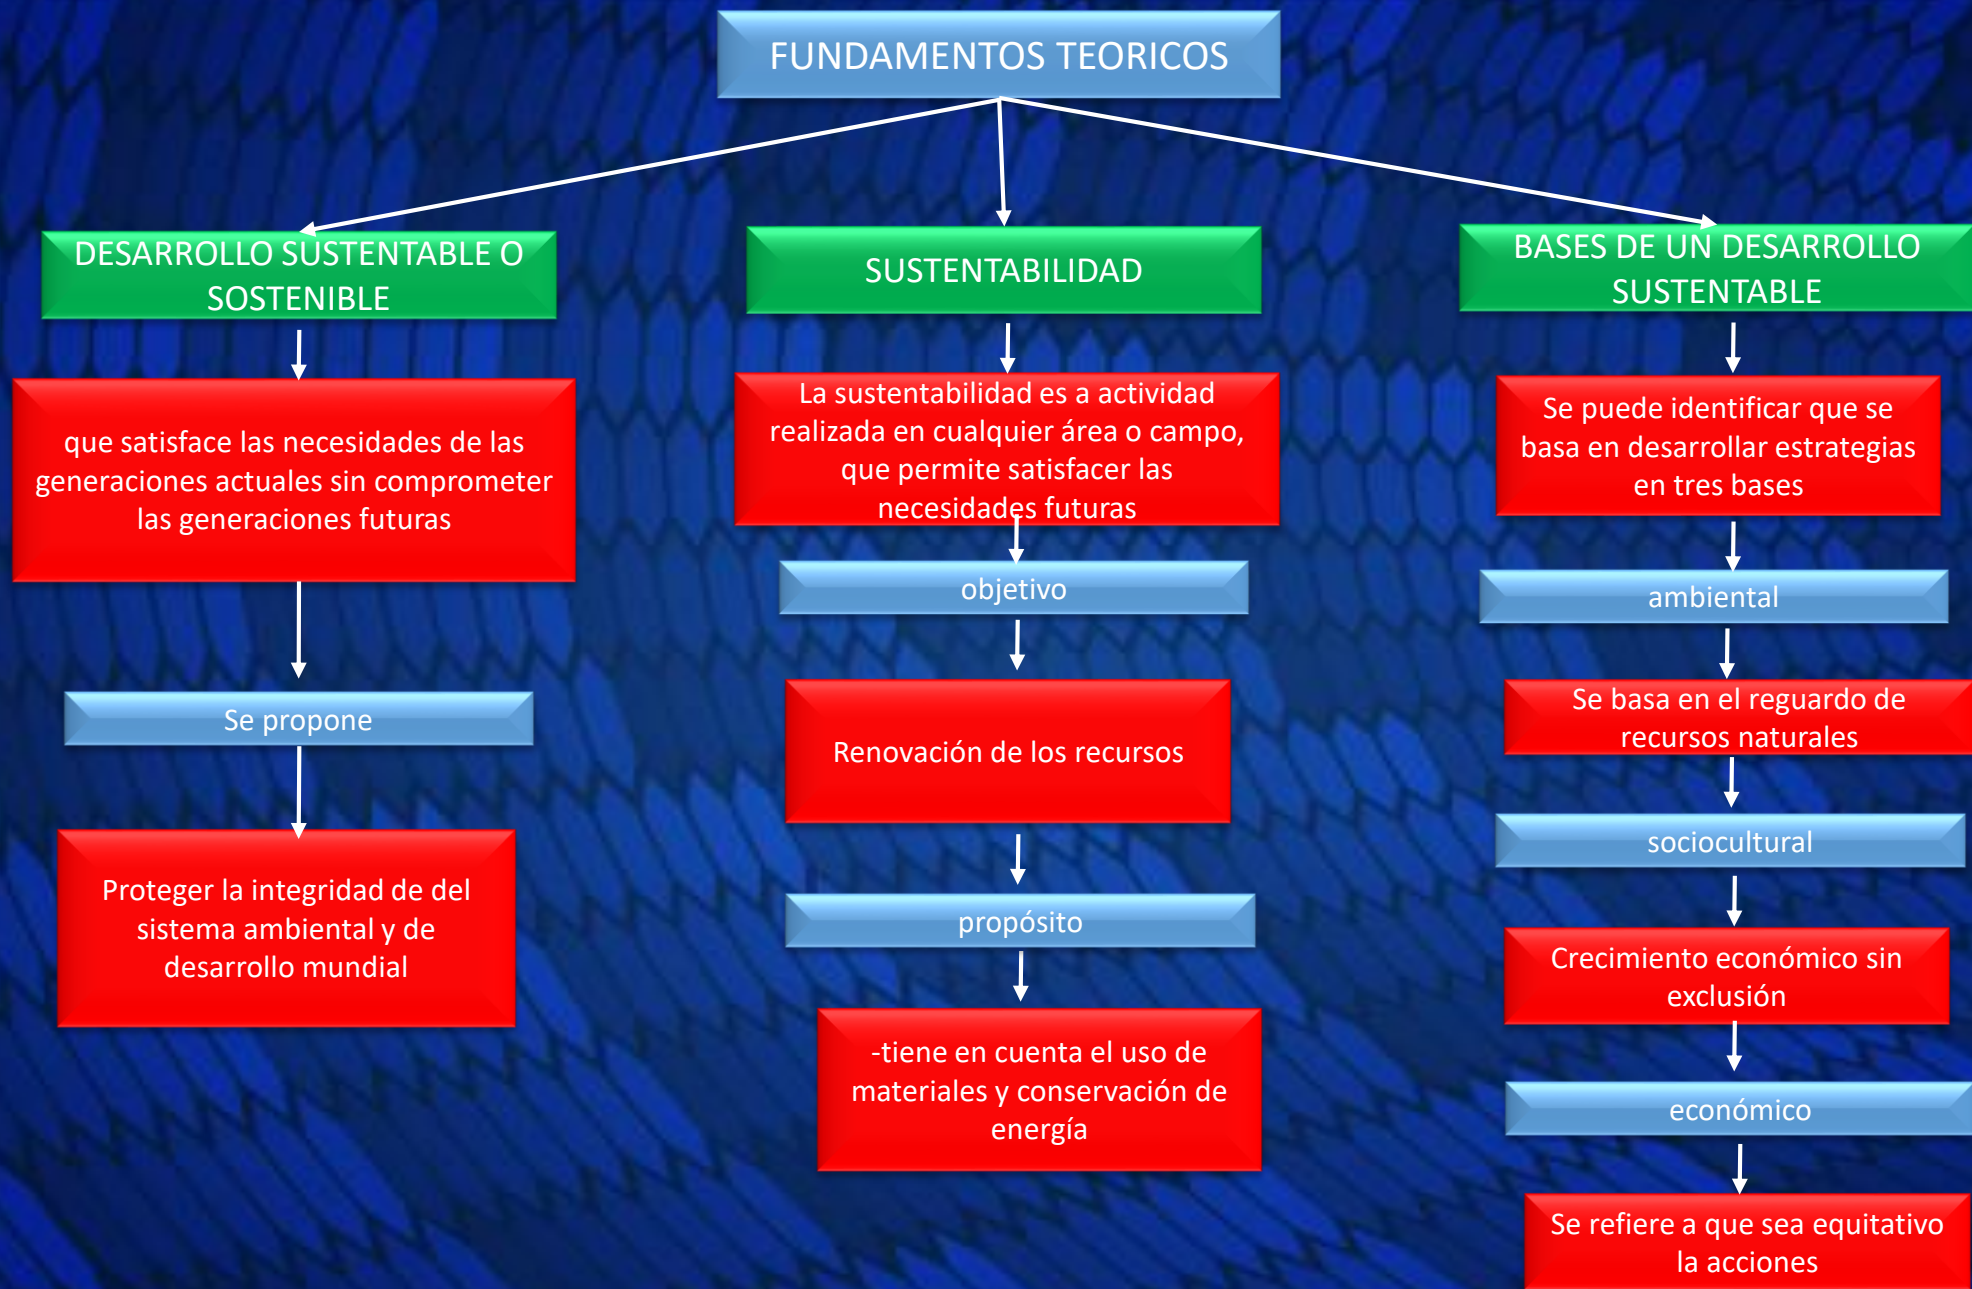 FUNDAMENTOS TEORICOS
DESARROLLO SUSTENTABLE O
SOSTENIBLE
que satisface las necesidades de las
generaciones actuales sin comprometer
las generaciones futuras
Se propone
Proteger la integridad de del
sistema ambiental y de
desarrollo mundial
SUSTENTABILIDAD
La sustentabilidad es a actividad
realizada en cualquier área o campo,
que permite satisfacer las
necesidades futuras
objetivo
Renovación de los recursos
propósito
-tiene en cuenta el uso de
materiales y conservación de
energía
BASES DE UN DESARROLLO
SUSTENTABLE
Se puede identificar que se
basa en desarrollar estrategias
en tres bases
ambiental
Se basa en el reguardo de
recursos naturales
sociocultural
Crecimiento económico sin
exclusión
económico
Se refiere a que sea equitativo
la acciones